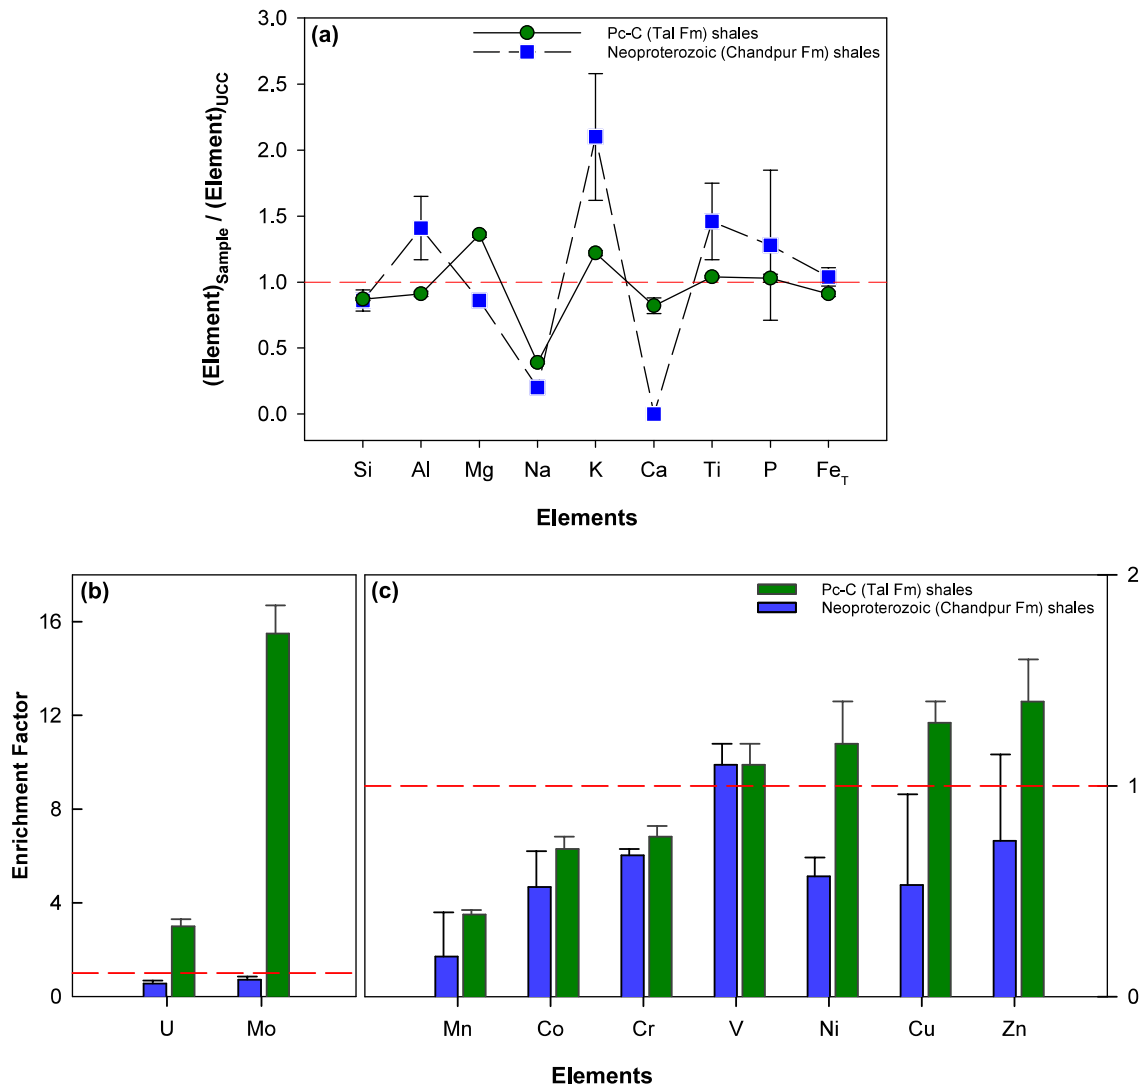 (a)
Pc-C (Tal Fm) shales
Neoproterozoic (Chandpur Fm) shales
(Element)Sample / (Element)UCC
3.0
2.5
2.0
1.5
1.0
0.5
0.0
Si Al Mg Na K Ca Ti P FeT
Elements
(b)
Enrichment Factor
16
12
8
4
0
U Mo
(c)
Pc-C (Tal Fm) shales
Neoproterozoic (Chandpur Fm) shales
2
1
0
Mn Co Cr V Ni Cu Zn
Elements